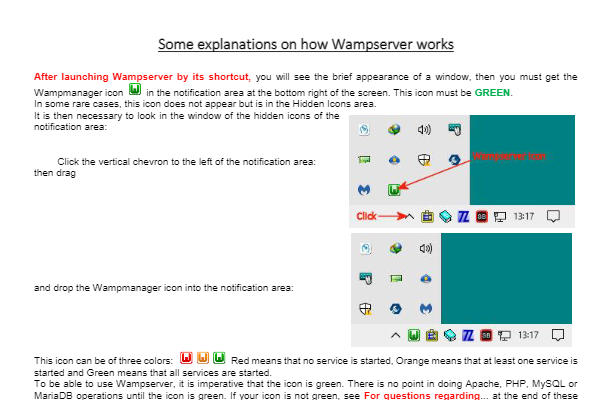 Some explanations on how Wampserver works
After launching Wampserver by its shortcut, you will see the brief appearance of a window, then you must get the
Wampmanager icon in the notification area at the bottom right of the screen. This icon must be GREEN.
In some rare cases, this icon does not appear but is in the Hidden Icons area.
It is then necessary to look in the window of the hidden icons of the
notification area:
Click the vertical chevron to the left of the notification area:
then drag
Wampserver icon
Click
13:17
and drop the Wampmanager icon into the notification area:
13:17
This icon can be of three colors: Red means that no service is started, Orange means that at least one service is
started and Green means that all services are started.
To be able to use Wampserver, it is imperative that the icon is green. There is no point in doing Apache, PHP, MySQL or
MariaDB operations until the icon is green. If your icon is not green, see For questions regarding... at the end of these